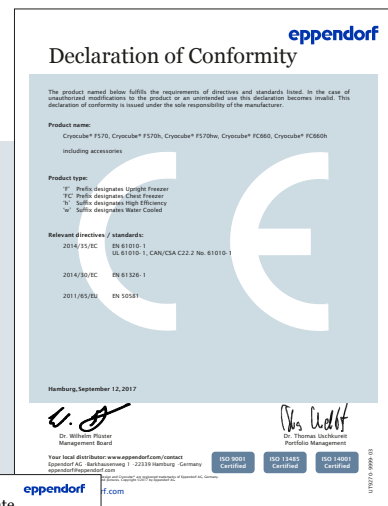 eppendorf
Declaration of Conformity
The product named below fulfills the requirements of directives and standards listed. In the case of
unauthorized modifications to the product or an unintended use this declaration becomes invalid. This
declaration of conformity is issued under the sole responsibility of the manufacturer.
Product name:
Cryocube® F570, Cryocube® F570h, Cryocube® F570hw, Cryocube® FC660, Cryocube® FC660h
including accessories
Product type:
'F' Prefix designates Upright Freezer
'FC' Prefix designates Chest Freezer
'h' Suffix designates High Efficiency
'w' Suffix designates Water Cooled
Relevant directives / standards:
2014/35/EC EN 61010-1
UL 61010-1, CAN/CSA C22.2 No. 61010-1
2014/30/EC EN 61326-1
2011/65/EU EN 50581
CE
Hamburg, September 12, 2017
Dr. Wilhelm Plüster
Management Board
Dr. Thomas Uschkureit
Portfolio Management
Your local distributor: www.eppendorf.com/contact
Eppendorf AG · Barkhausenweg 1 · 22339 Hamburg · Germany
eppendorf@eppendorf.com
ISO 9001
Certified
ISO 13485
Certified
ISO 14001
Certified
eppendorf
rf.com